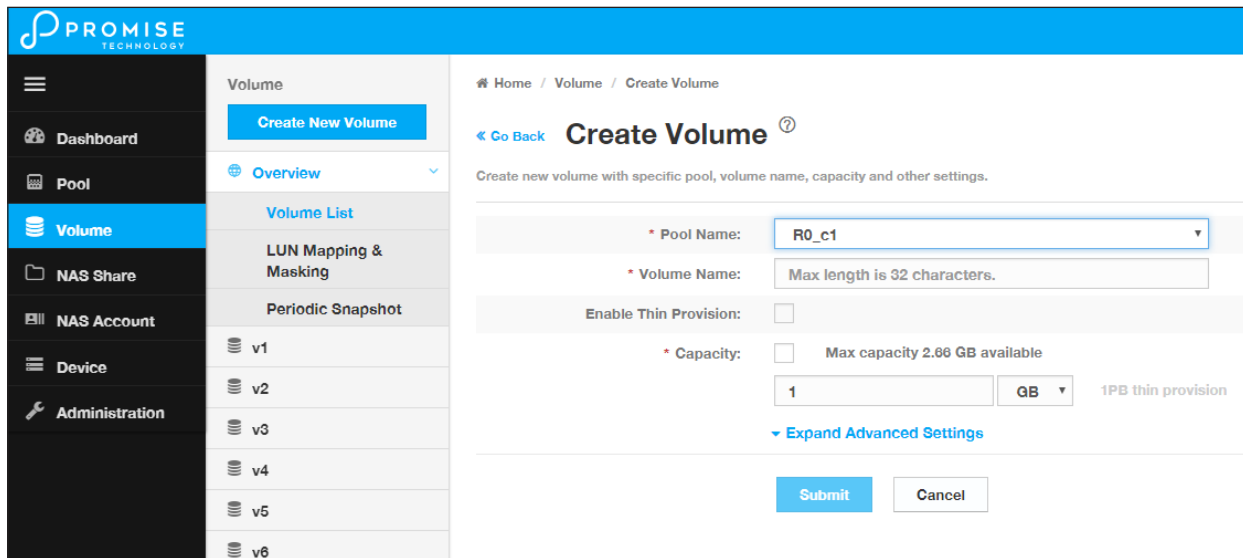 PROMISE
TECHNOLOGY
Dashboard
Pool
Volume
NAS Share
NAS Account
Device
Administration
Volume
Create New Volume
Overview
Volume List
LUN Mapping &
Masking
Periodic Snapshot
v1
v2
v3
v4
v5
v6
Home / Volume / Create Volume
« Go Back Create Volume ?
Create new volume with specific pool, volume name, capacity and other settings.
* Pool Name: R0_c1
* Volume Name: Max length is 32 characters.
Enable Thin Provision:
* Capacity: Max capacity 2.66 GB available
1 GB 1PB thin provision
Expand Advanced Settings
Submit Cancel